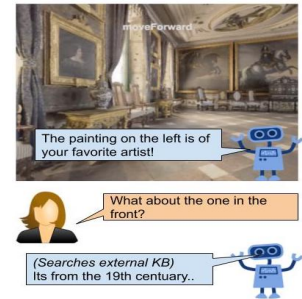 moveForward
The painting on the left is of
your favorite artist!
What about the one in the
front?
(Searches external KB)
Its from the 19th centuary..